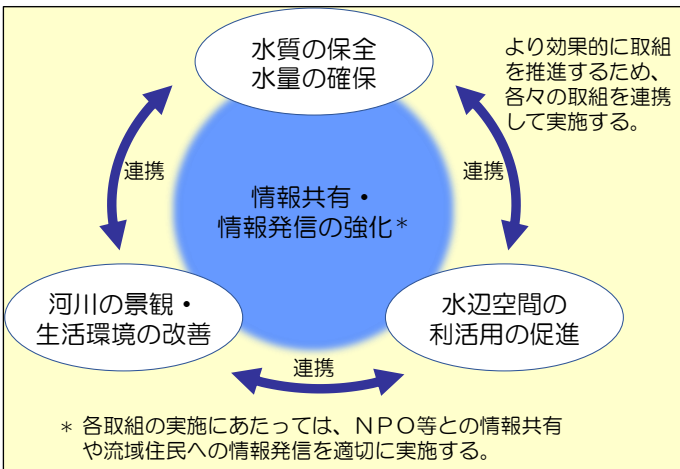 水質の保全
水量の確保
より効果的に取組
を推進するため、
各々の取組を連携
して実施する。
連携
連携
情報共有・
情報発信の強化*
河川の景観・
生活環境の改善
水辺空間の
利活用の促進
連携
* 各取組の実施にあたっては、NPO等との情報共有
や流域住民への情報発信を適切に実施する。